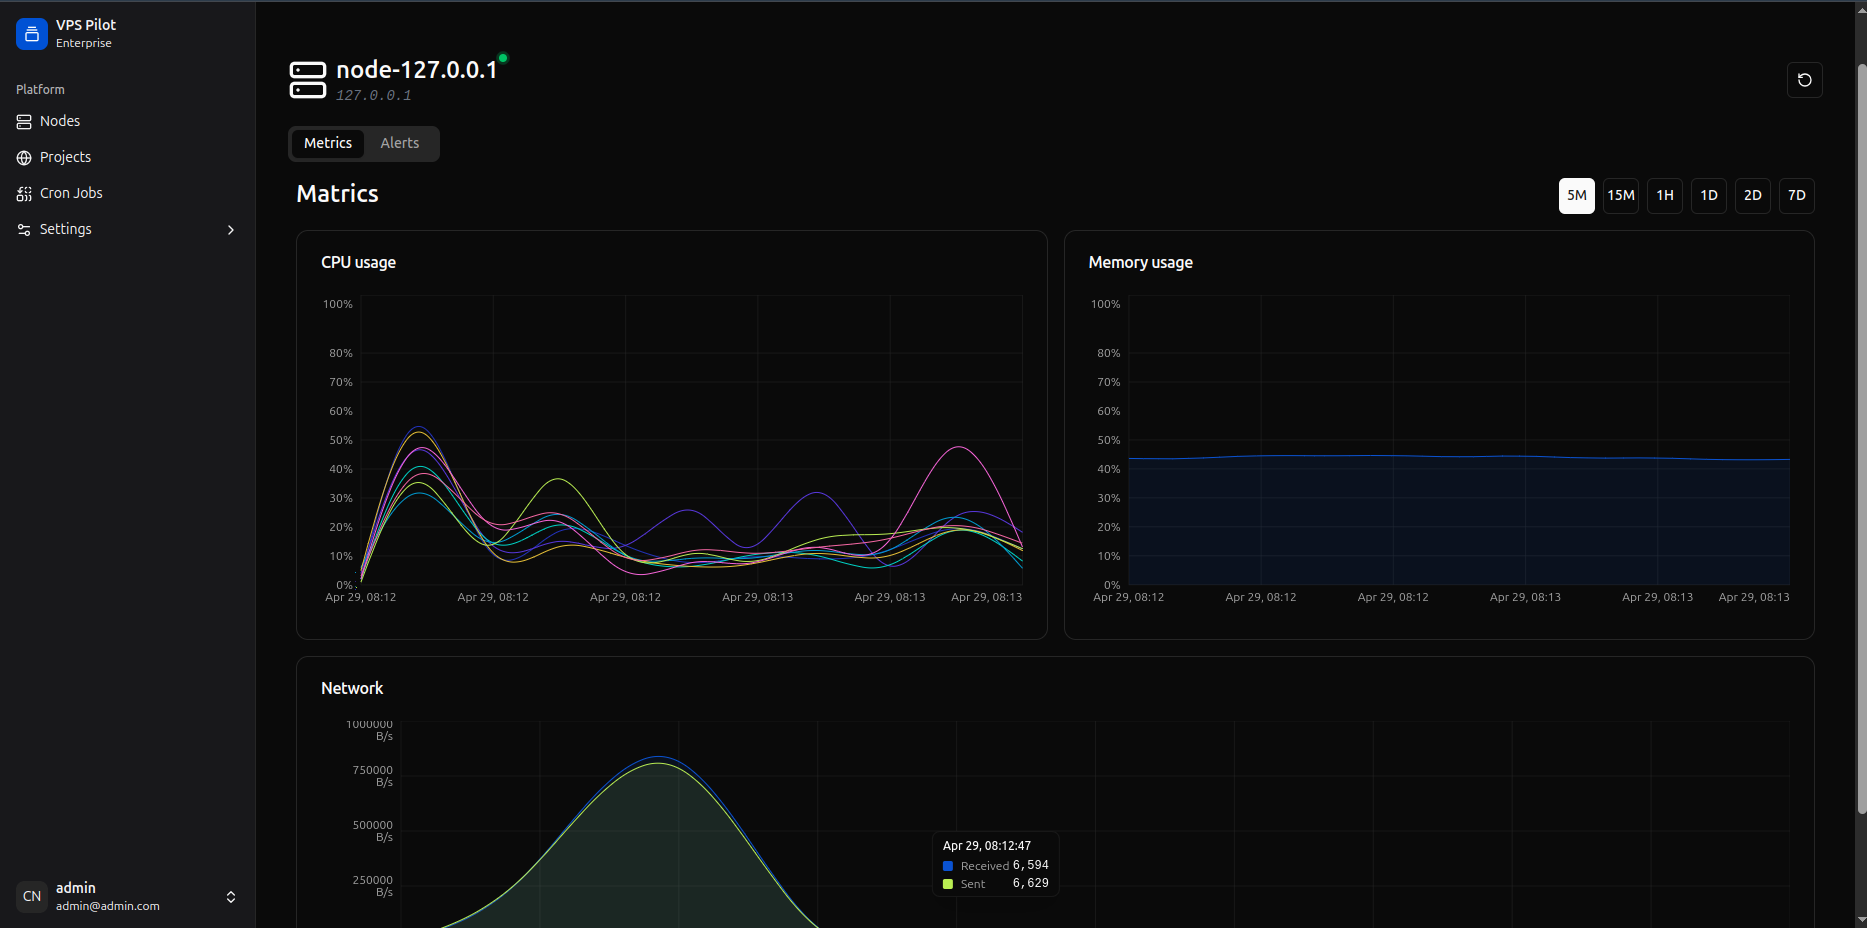 VPS Pilot
Enterprise
Platform
Nodes
Projects
Cron Jobs
Settings
CN
admin
admin@admin.com
node-127.0.0.1
127.0.0.1
Metrics Alerts
Matrics
5M 15M 1H 1D 2D 7D
CPU usage
100%
80%
70%
60%
50%
40%
30%
20%
10%
0%
Apr 29, 08:12 Apr 29, 08:12 Apr 29, 08:12 Apr 29, 08:13 Apr 29, 08:13 Apr 29, 08:13
Memory usage
100%
80%
70%
60%
50%
40%
30%
20%
10%
0%
Apr 29, 08:12 Apr 29, 08:12 Apr 29, 08:12 Apr 29, 08:13 Apr 29, 08:13 Apr 29, 08:13
Network
1000000
B/s
750000
B/s
500000
B/s
250000
B/s
Apr 29, 08:12:47
Received 6,594
Sent 6,629